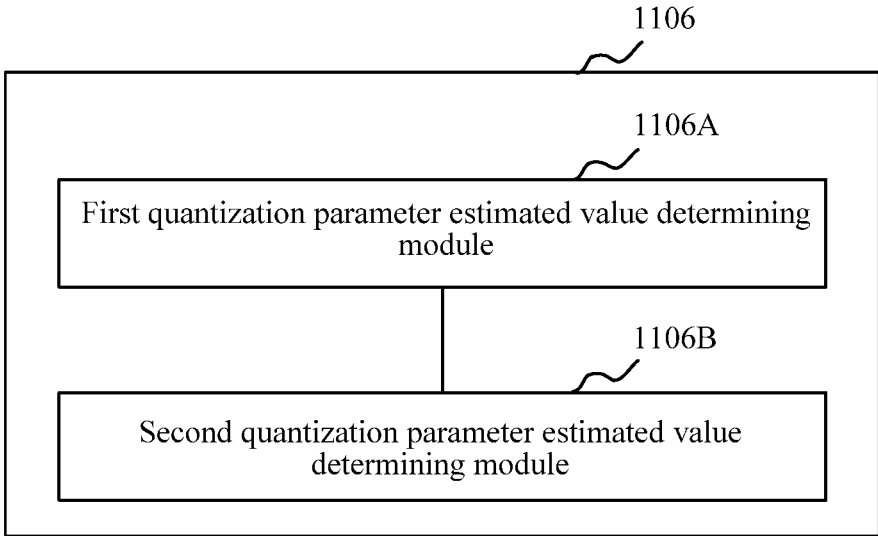 1106
1106A
First quantization parameter estimated value determining
module
1106B
Second quantization parameter estimated value
determining module